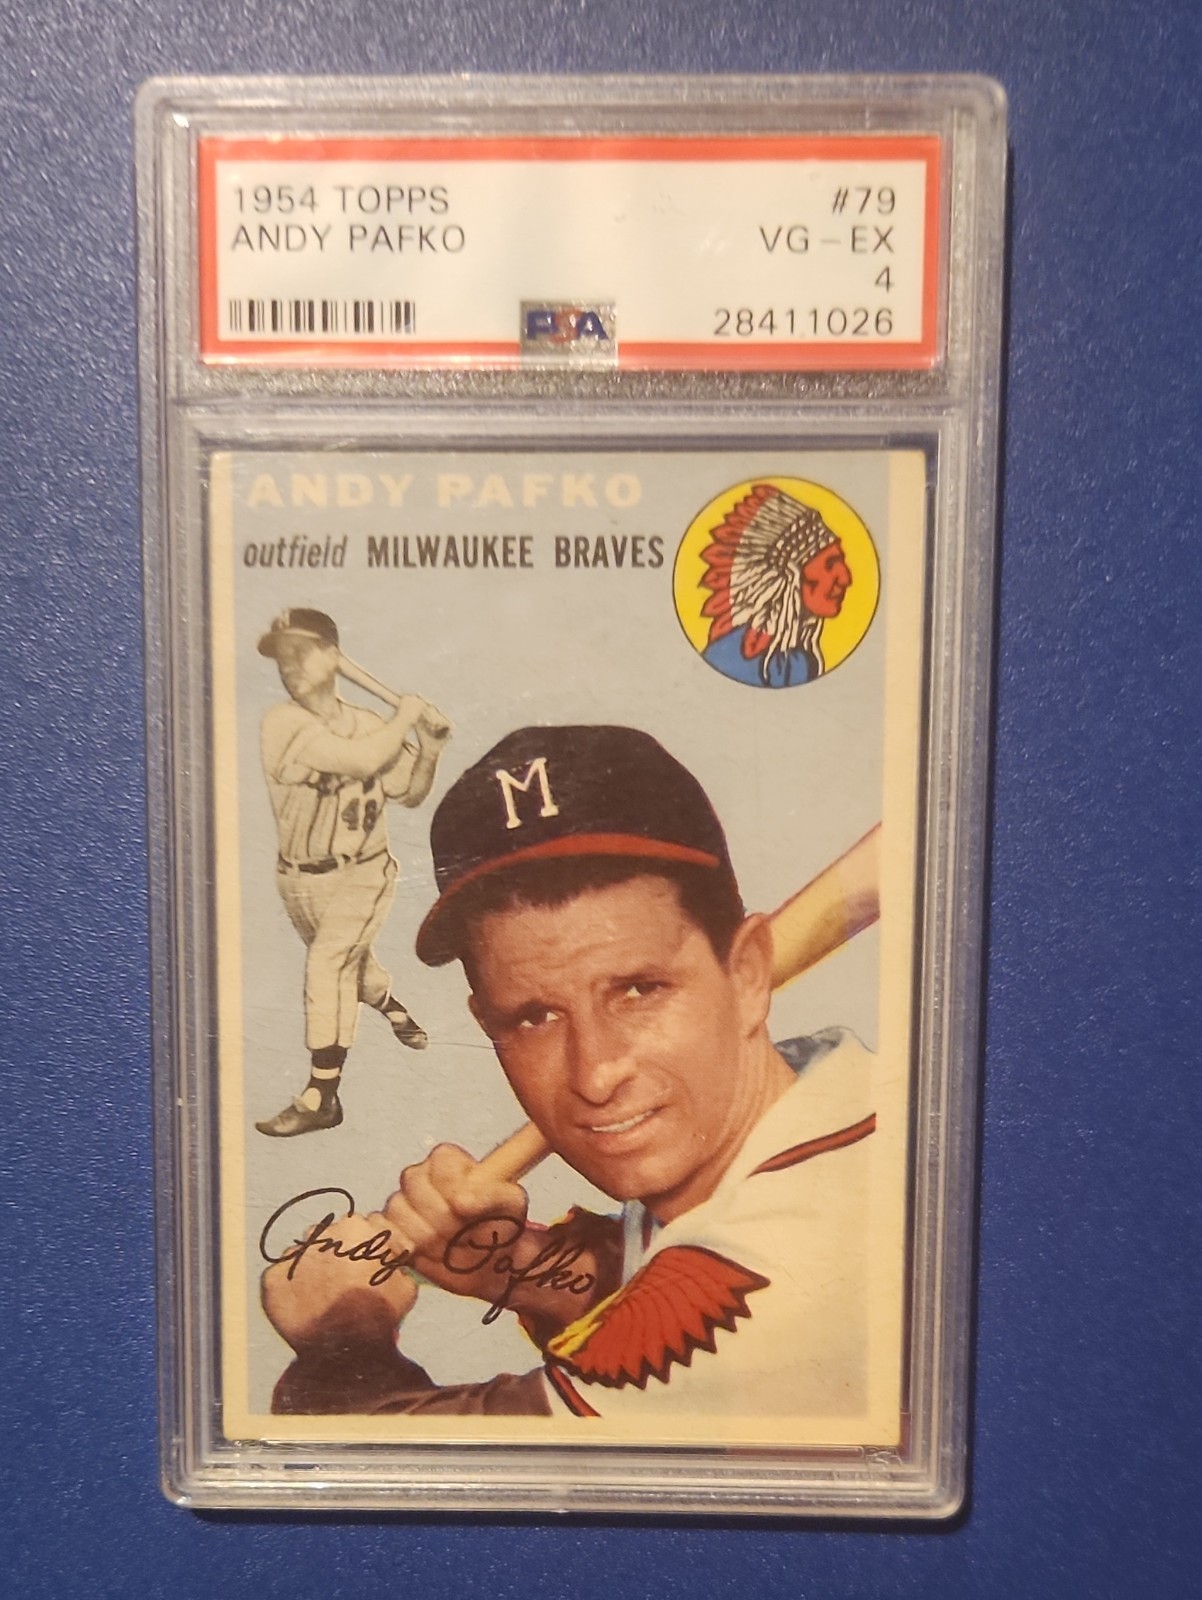 1954 TOPPS #79
ANDY PAFKO VG-EX
4
PSA 28411026
ANDY PAFKO
outfield MILWAUKEE BRAVES
M
48
Andy Pafko